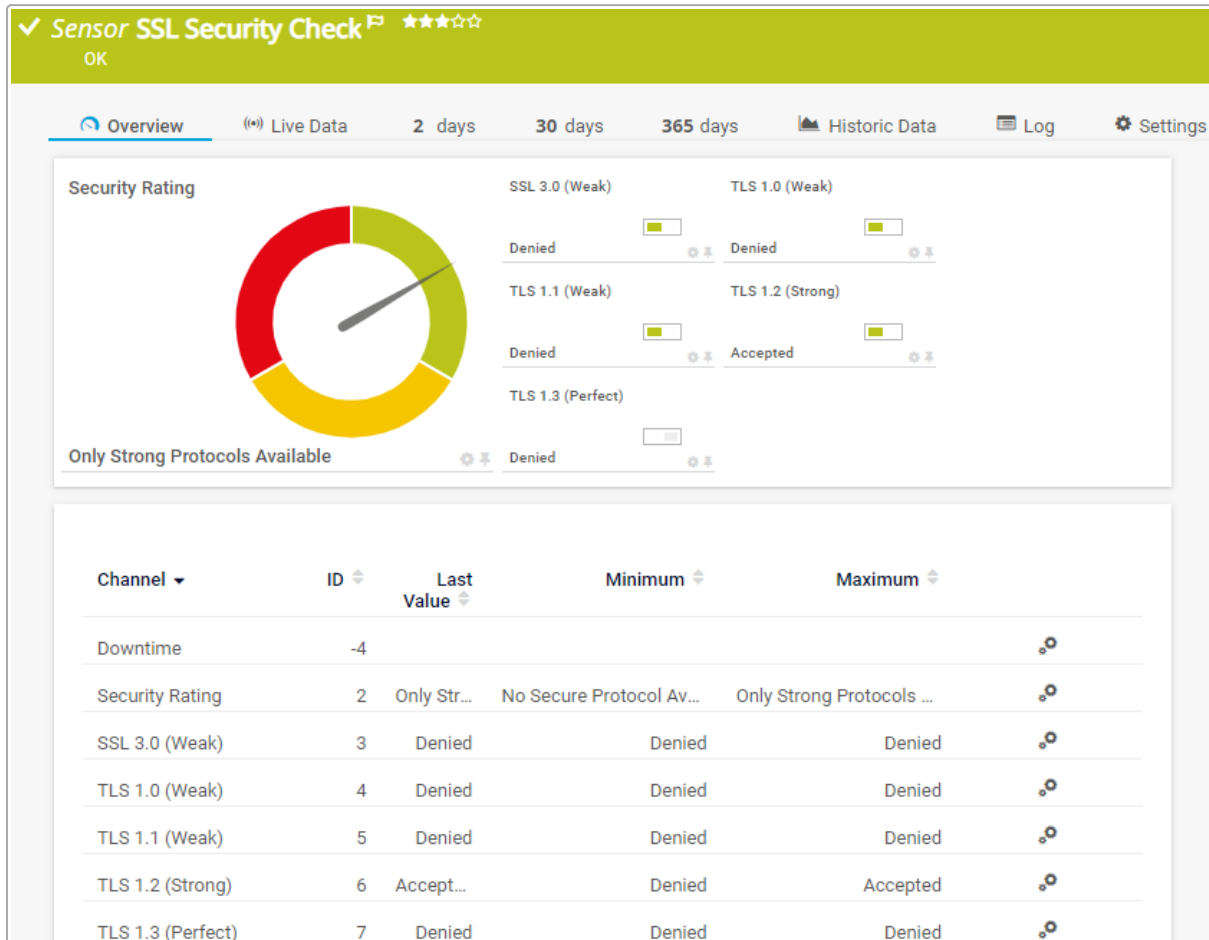 Sensor SSL Security Check
OK
Overview Live Data 2 days 30 days 365 days Historic Data Log Settings
Security Rating
Only Strong Protocols Available
SSL 3.0 (Weak)
Denied
TLS 1.0 (Weak)
Denied
TLS 1.1 (Weak)
Denied
TLS 1.2 (Strong)
Accepted
TLS 1.3 (Perfect)
Denied
Channel ID Last Value Minimum Maximum
Downtime -4
Security Rating 2 Only Str... No Secure Protocol Av... Only Strong Protocols ...
SSL 3.0 (Weak) 3 Denied Denied Denied
TLS 1.0 (Weak) 4 Denied Denied Denied
TLS 1.1 (Weak) 5 Denied Denied Denied
TLS 1.2 (Strong) 6 Accept... Denied Accepted
TLS 1.3 (Perfect) 7 Denied Denied Denied